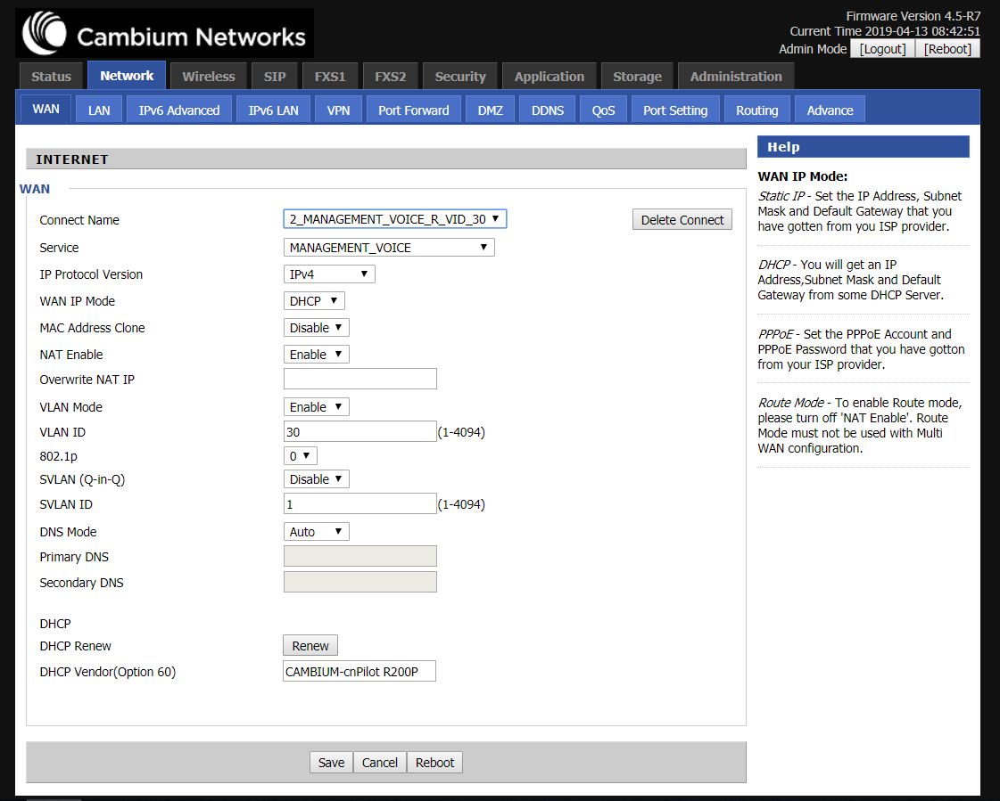 Cambium Networks
Firmware Version 4.5-R7
Current Time 2019-04-13 08:42:51
Admin Mode [Logout] [Reboot]
Status Network Wireless SIP FXS1 FXS2 Security Application Storage Administration
WAN LAN IPv6 Advanced IPv6 LAN VPN Port Forward DMZ DDNS QoS Port Setting Routing Advance
INTERNET
WAN
Connect Name 2_MANAGEMENT_VOICE_R_VID_30 Delete Connect
Service MANAGEMENT_VOICE
IP Protocol Version IPv4
WAN IP Mode DHCP
MAC Address Clone Disable
NAT Enable Enable
Overwrite NAT IP
VLAN Mode Enable
VLAN ID 30 (1-4094)
802.1p 0
SVLAN (Q-in-Q) Disable
SVLAN ID 1 (1-4094)
DNS Mode Auto
Primary DNS
Secondary DNS
DHCP
DHCP Renew Renew
DHCP Vendor(Option 60) CAMBIUM-cnPilot R200P
Save Cancel Reboot
Help
WAN IP Mode:
Static IP - Set the IP Address, Subnet
Mask and Default Gateway that you
have gotten from you ISP provider.
DHCP - You will get an IP
Address,Subnet Mask and Default
Gateway from some DHCP Server.
PPPoE - Set the PPPoE Account and
PPPoE Password that you have gotton
from your ISP provider.
Route Mode - To enable Route mode,
please turn off 'NAT Enable'. Route
Mode must not be used with Multi
WAN configuration.